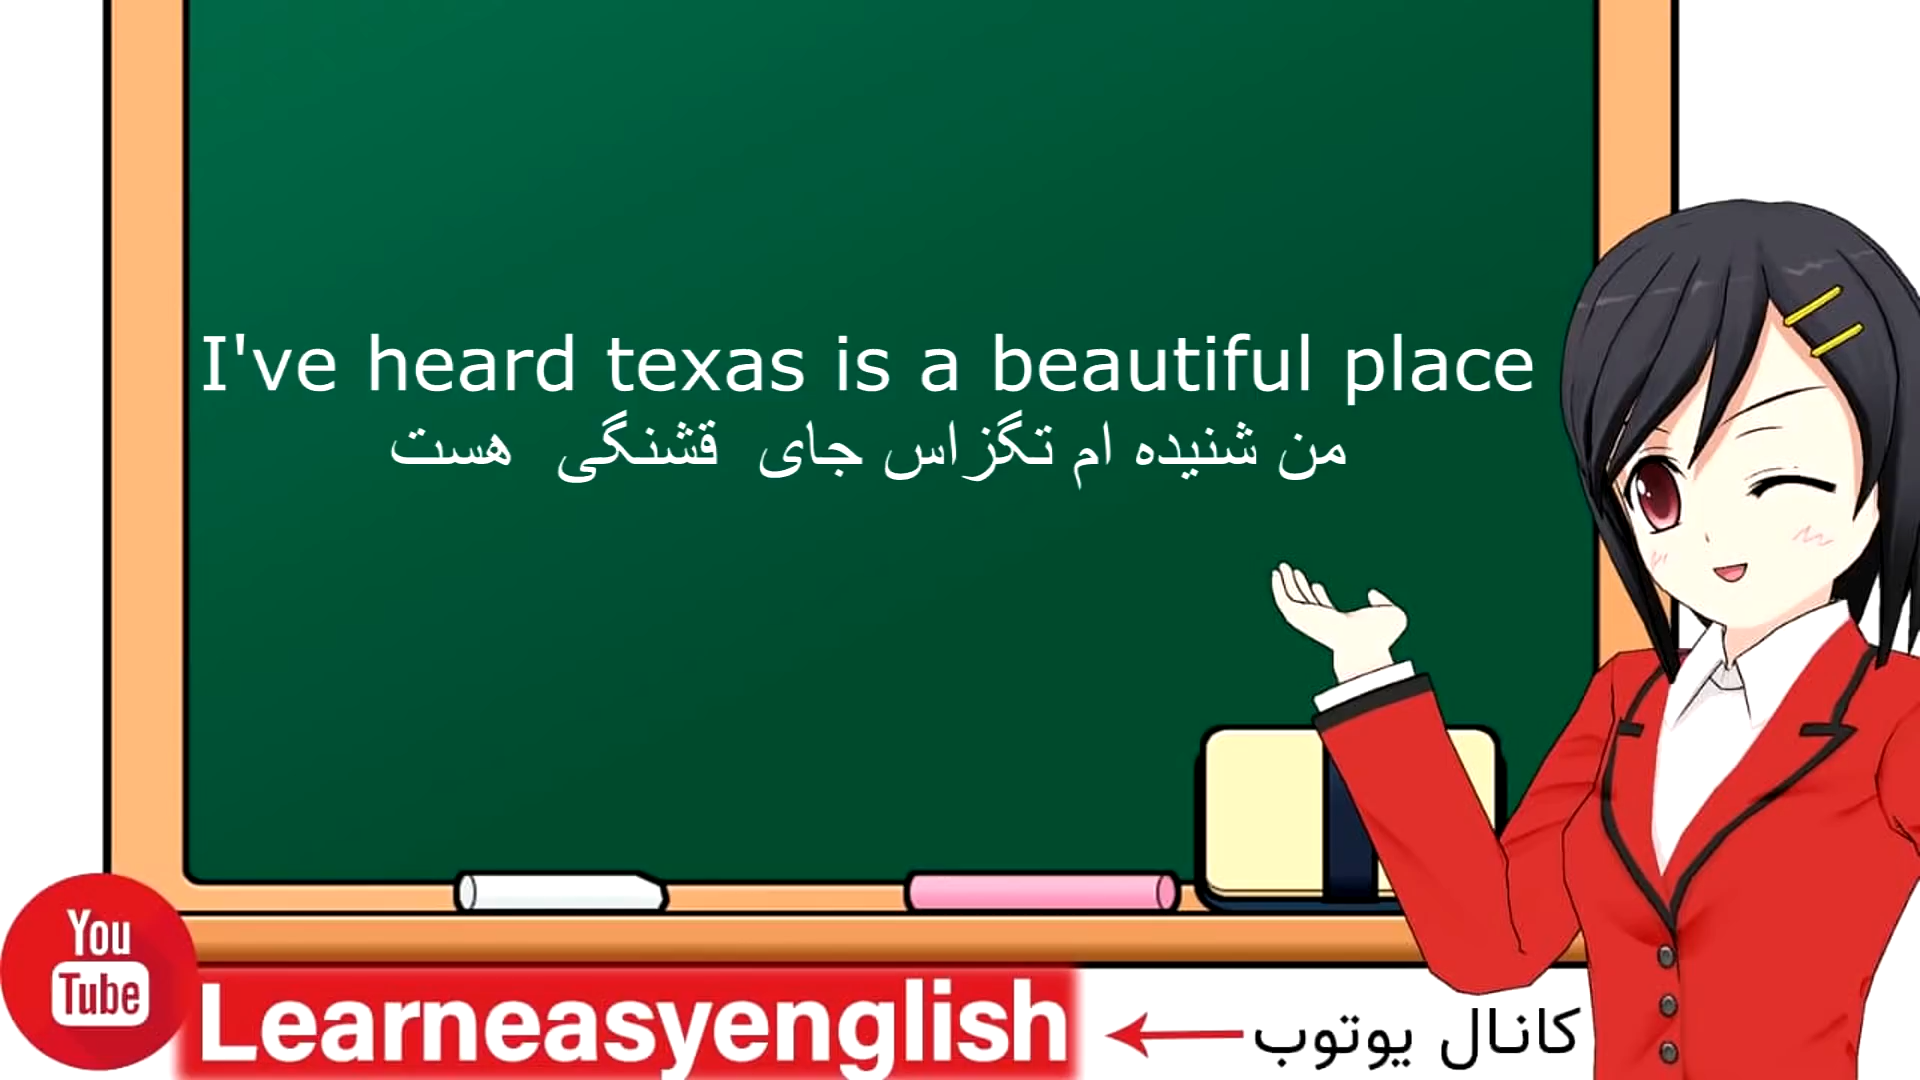 I've heard texas is a beautiful place
من شنیده ام تگزاس جای قشنگی هست
You
Tube
Learneasyenglish
کانال یوتوب